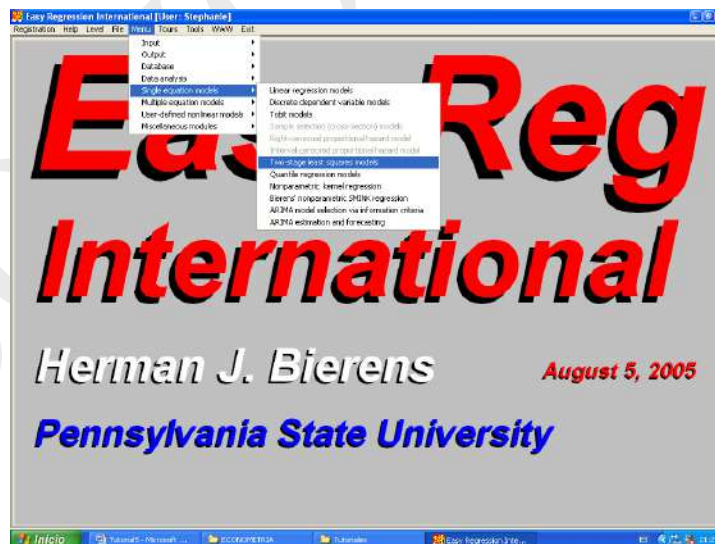 Easy Regression International [User: Stephanie]
Registration Help Level File Menu Tours Tools WWW Exit
Input
Output
Database
Data analysis
Single equation models
Multiple equation models
User-defined nonlinear models
Miscellaneous modules
Linear regression models
Discrete dependent variable models
Tobit models
Sample selection (cross-section) models
Right-censored proportional hazard model
Interval censored proportional hazard model
Two-stage least squares models
Quantile regression models
Nonparametric kernel regression
Bierens' nonparametric SMINK regression
ARIMA model selection via information criteria
ARIMA estimation and forecasting
Reg
International
Herman J. Bierens
August 5, 2005
Pennsylvania State University
Inicio
Tutorial5 - Microsoft ...
ECONOMETRIA
Tutoriales
Easy Regression Inte...
ES